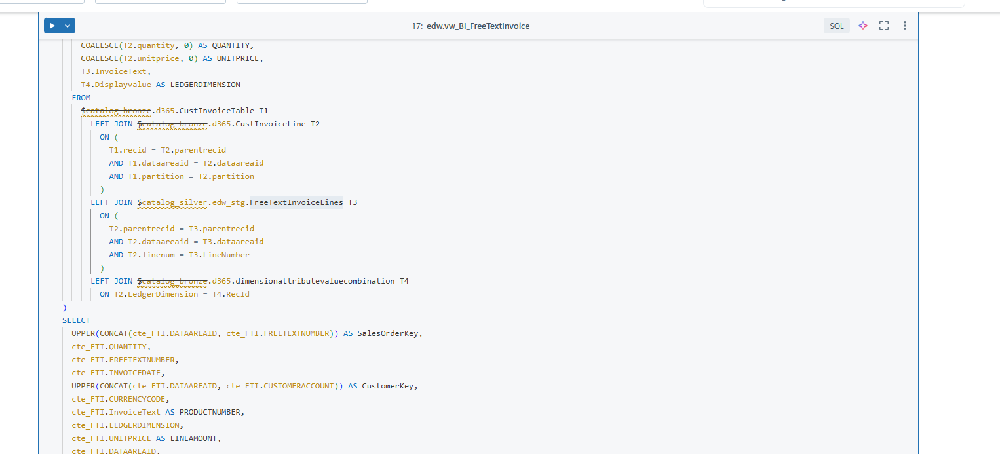 17: edw.vw_BI_FreeTextInvoice
SQL
COALESCE(T2.quantity, 0) AS QUANTITY,
COALESCE(T2.unitprice, 0) AS UNITPRICE,
T3.InvoiceText,
T4.Displayvalue AS LEDGERDIMENSION
FROM
$catalog_bronze.d365.CustInvoiceTable T1
LEFT JOIN $catalog_bronze.d365.CustInvoiceLine T2
ON (
T1.recid = T2.parentrecid
AND T1.dataareaid = T2.dataareaid
AND T1.partition = T2.partition
)
LEFT JOIN $catalog_silver.edw_stg.FreeTextInvoiceLines T3
ON (
T2.parentrecid = T3.parentrecid
AND T2.dataareaid = T3.dataareaid
AND T2.linenum = T3.LineNumber
)
LEFT JOIN $catalog_bronze.d365.dimensionattributevaluecombination T4
ON T2.LedgerDimension = T4.RecId
)
SELECT
UPPER(CONCAT(cte_FTI.DATAAREAID, cte_FTI.FREETEXTNUMBER)) AS SalesOrderKey,
cte_FTI.QUANTITY,
cte_FTI.FREETEXTNUMBER,
cte_FTI.INVOICEDATE,
UPPER(CONCAT(cte_FTI.DATAAREAID, cte_FTI.CUSTOMERACCOUNT)) AS CustomerKey,
cte_FTI.CURRENCYCODE,
cte_FTI.InvoiceText AS PRODUCTNUMBER,
cte_FTI.LEDGERDIMENSION,
cte_FTI.UNITPRICE AS LINEAMOUNT,
cte_FTI.DATAAREAID,